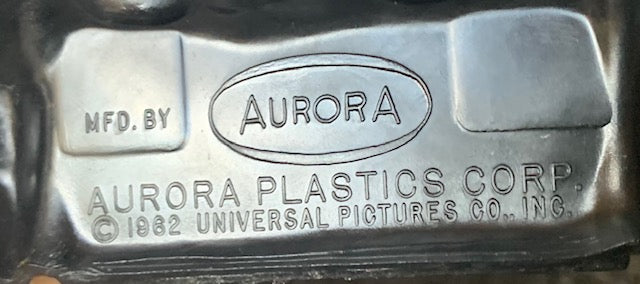 MFD. BY
AURORA
AURORA PLASTICS CORP.
© 1962 UNIVERSAL PICTURES CO., INC.